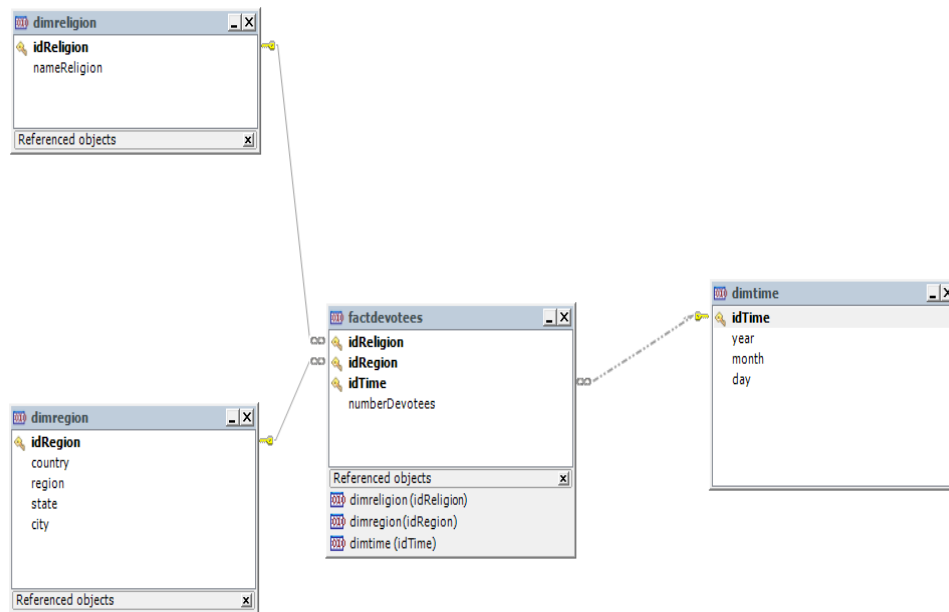 dimreligion
idReligion
nameReligion
Referenced objects
dimregion
idRegion
country
region
state
city
Referenced objects
factdevotees
idReligion
idRegion
idTime
numberDevotees
Referenced objects
dimreligion (idReligion)
dimregion(idRegion)
dimtime (idTime)
dimtime
idTime
year
month
day